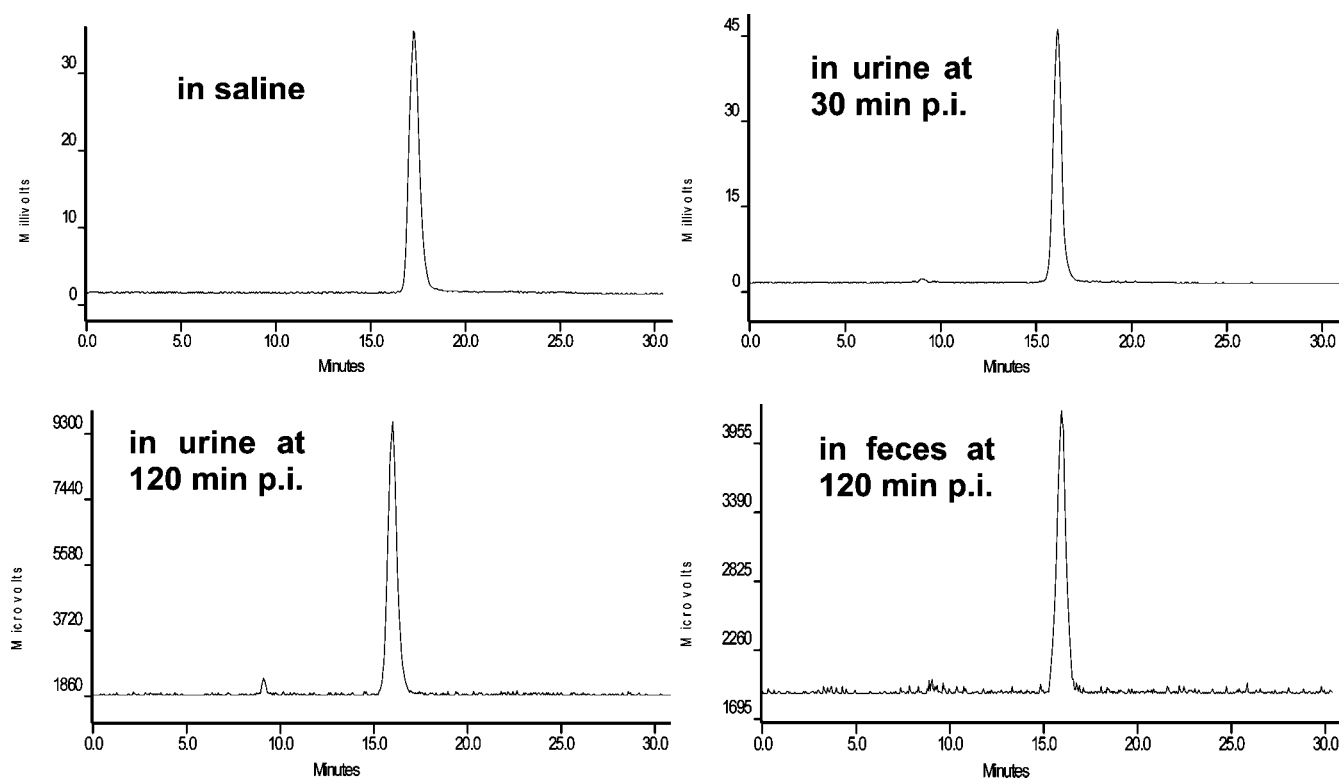 in saline
30
20
10
0
Millivolts
0.0 5.0 10.0 15.0 20.0 25.0 30.0
Minutes
in urine at
30 min p.i.
45
30
15
0
Millivolts
0.0 5.0 10.0 15.0 20.0 25.0 30.0
Minutes
in urine at
120 min p.i.
9300
7440
5580
3720
1860
Microvolts
0.0 5.0 10.0 15.0 20.0 25.0 30.0
Minutes
in feces at
120 min p.i.
3955
3390
2825
2260
1695
Microvolts
0.0 5.0 10.0 15.0 20.0 25.0 30.0
Minutes